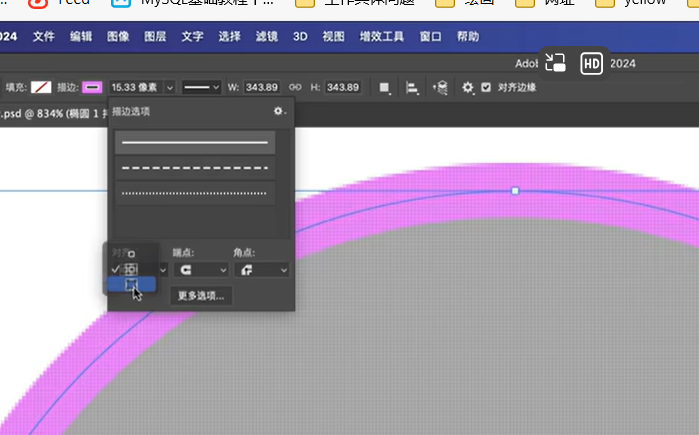 Feed MySQL基础教程 工作具体问题 绘画 网址 yellow
2024 文件 编辑 图像 图层 文字 选择 滤镜 3D 视图 增效工具 窗口 帮助
Adob HD 2024
填充: 描边: 15.33 像素 W: 343.89 H: 343.89 对齐边缘
.psd @ 834% (椭圆 1
描边选项
对齐: 端点: 角点:
更多选项...